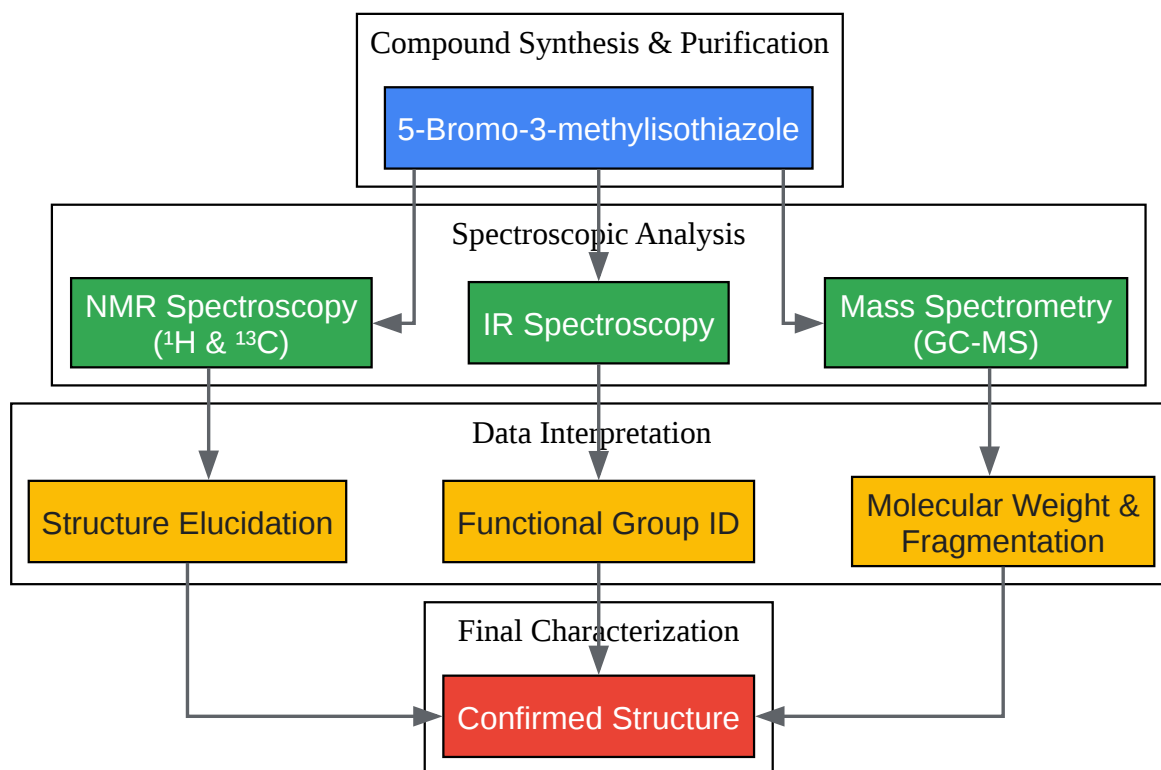 Compound Synthesis & Purification
5-Bromo-3-methylisothiazole
Spectroscopic Analysis
NMR Spectroscopy
(¹H & ¹³C)
IR Spectroscopy
Mass Spectrometry
(GC-MS)
Data Interpretation
Structure Elucidation
Functional Group ID
Molecular Weight &
Fragmentation
Final Characterization
Confirmed Structure